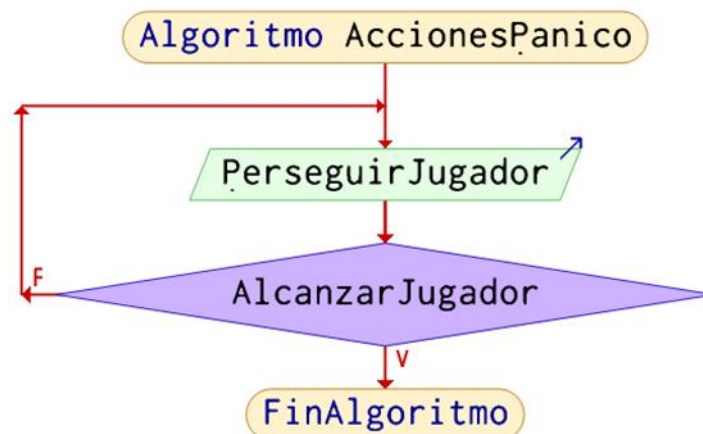 Algoritmo AccionesPanico
PerseguirJugador
F
AlcanzarJugador
V
FinAlgoritmo